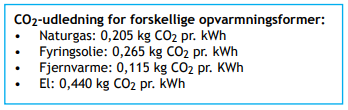 CO₂-udledning for forskellige opvarmningsformer:
• Naturgas: 0,205 kg CO₂ pr. kWh
• Fyringsolie: 0,265 kg CO₂ pr. kWh
• Fjernvarme: 0,115 kg CO₂ pr. KWh
• El: 0,440 kg CO₂ pr. kWh